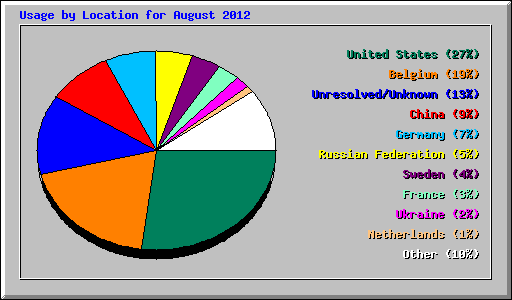 Usage by Location for August 2012
United States (27%)
Belgium (19%)
Unresolved/Unknown (13%)
China (9%)
Germany (7%)
Russian Federation (5%)
Sweden (4%)
France (3%)
Ukraine (2%)
Netherlands (1%)
Other (10%)